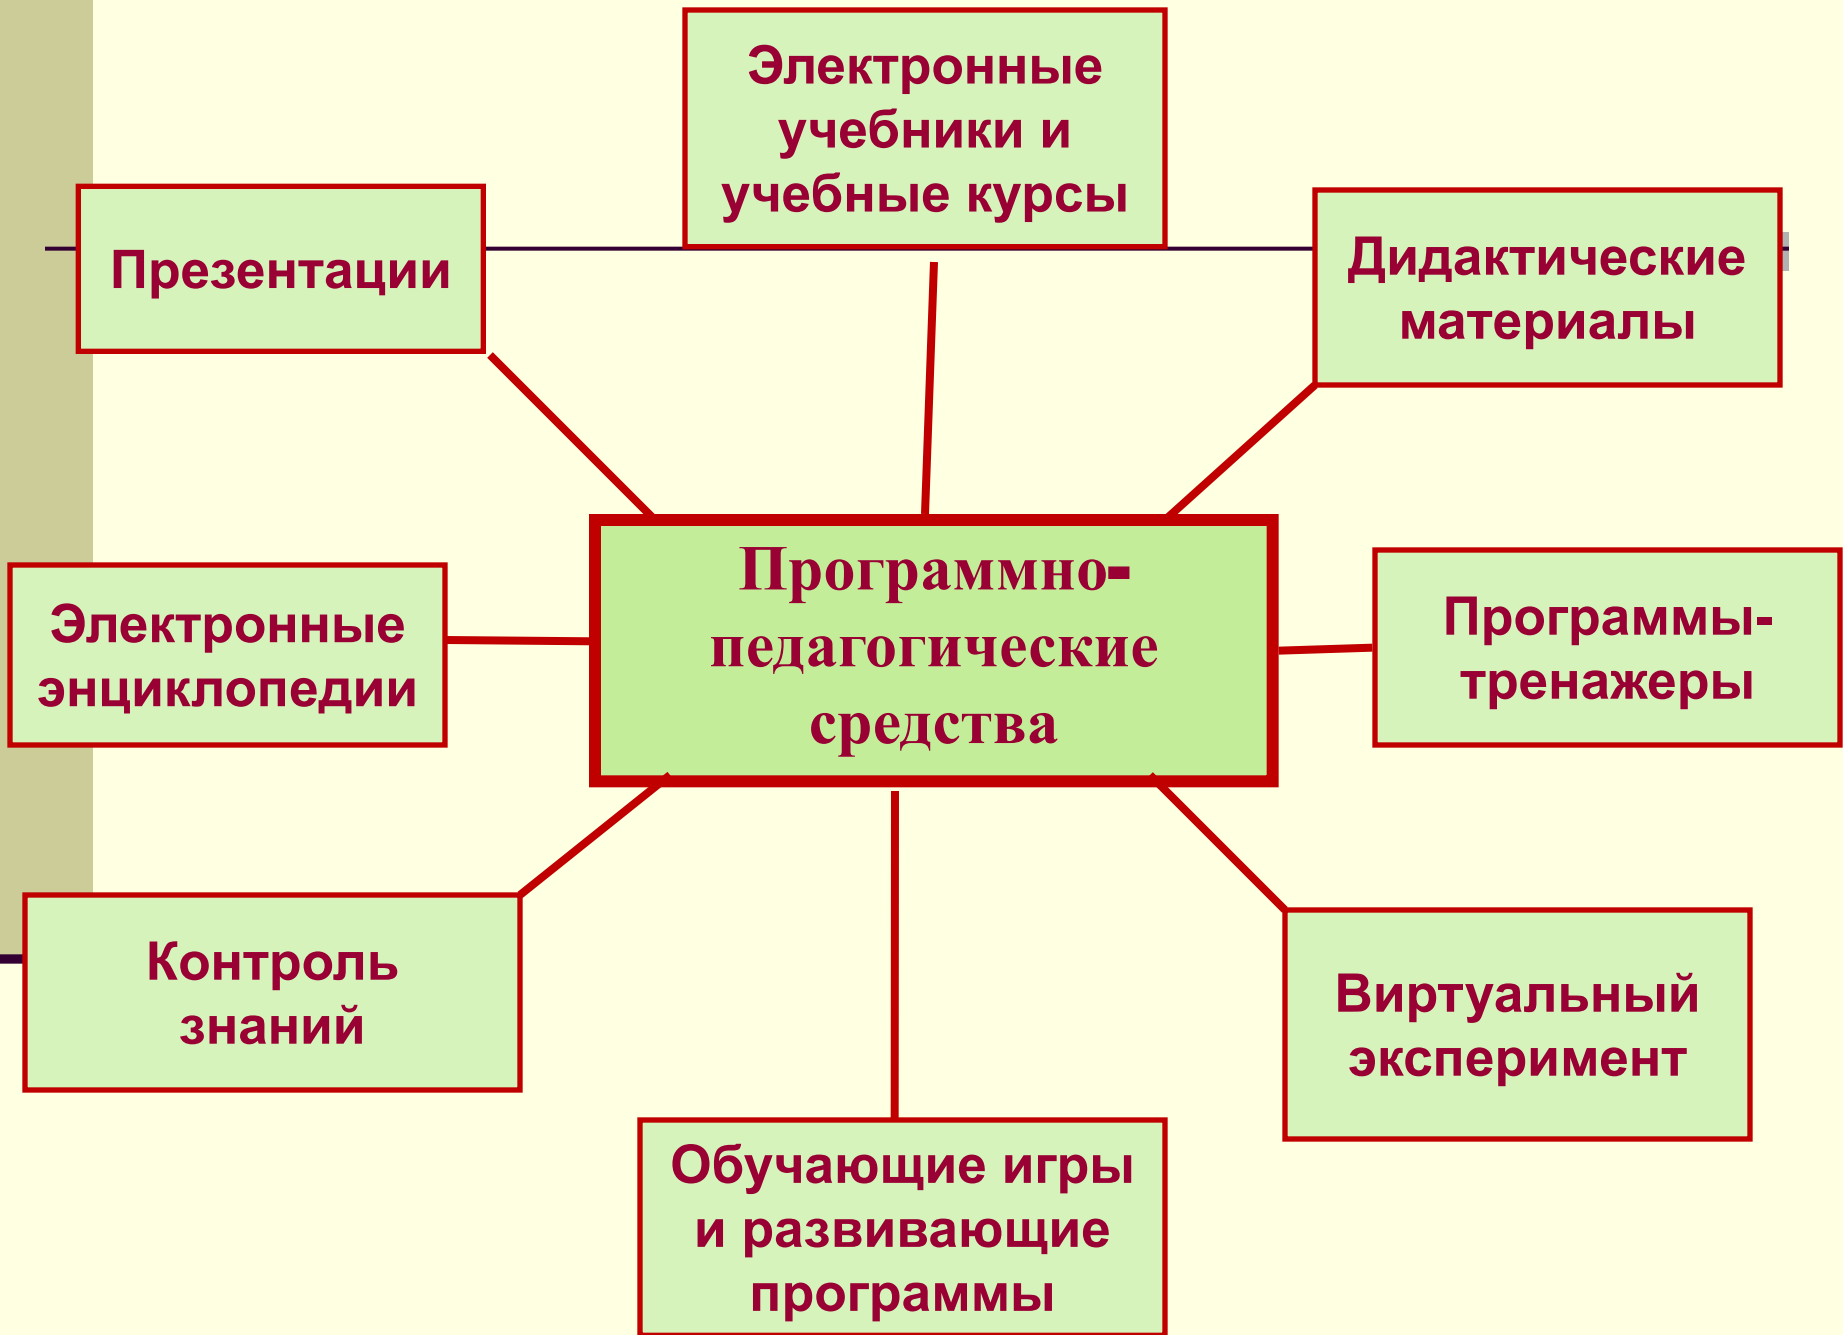 Электронные
учебники и
учебные курсы
Презентации
Дидактические
материалы
Программно-
педагогические
средства
Электронные
энциклопедии
Программы-
тренажеры
Контроль
знаний
Виртуальный
эксперимент
Обучающие игры
и развивающие
программы